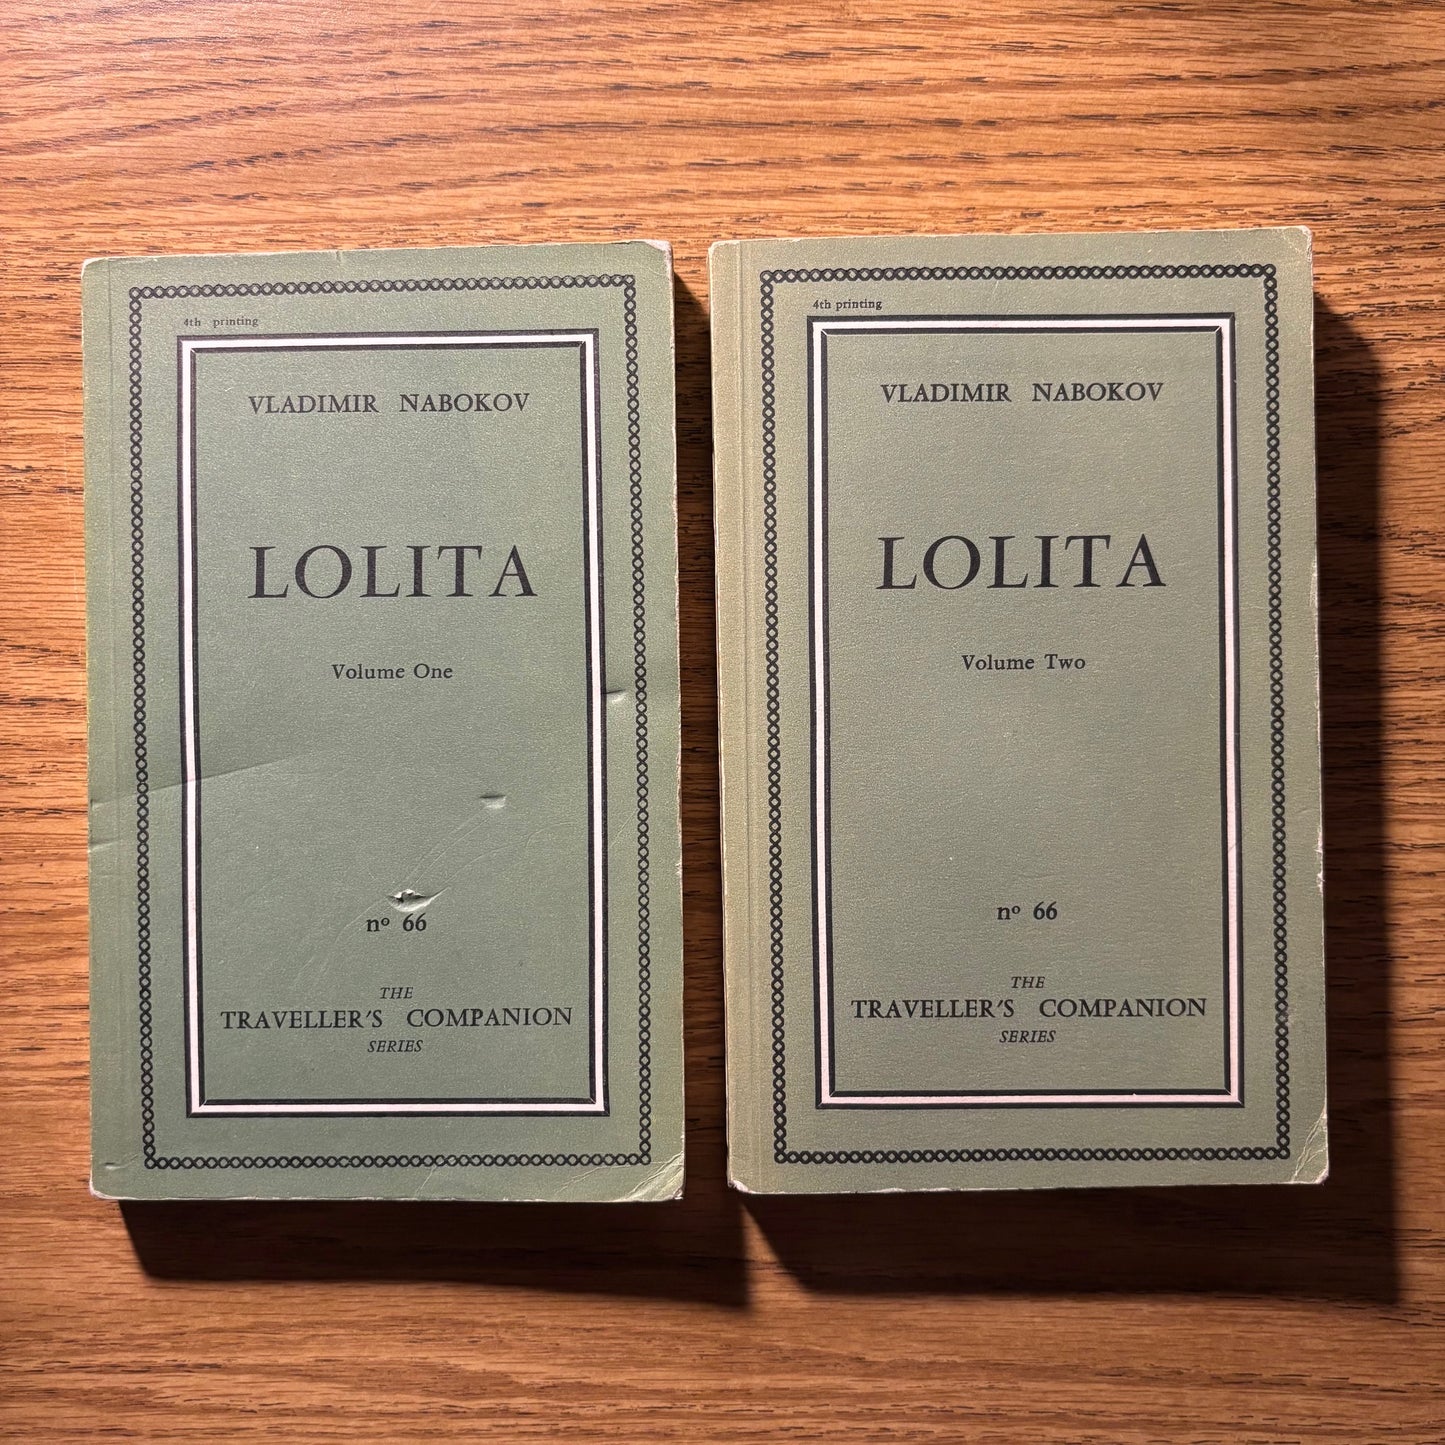 4th printing
VLADIMIR NABOKOV
LOLITA
Volume One
nº 66
THE
TRAVELLER'S COMPANION
SERIES
4th printing
VLADIMIR NABOKOV
LOLITA
Volume Two
nº 66
THE
TRAVELLER'S COMPANION
SERIES